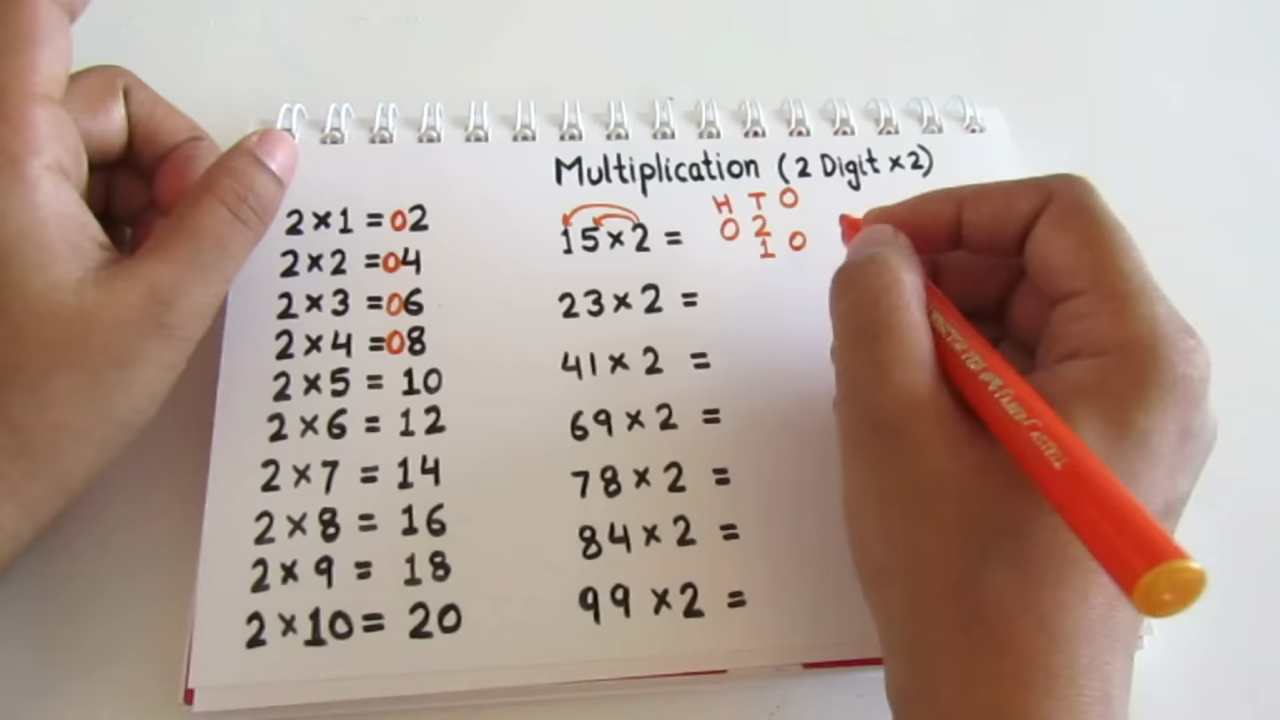 Multiplication (2 Digit x2)
2×1 =02
2×2 =04
2×3 =06
2×4 =08
2×5 = 10
2×6 = 12
2×7 = 14
2×8 = 16
2×9 = 18
2×10= 20
H T O
15×2 = 0 2
1 0
23×2 =
41×2 =
69×2 =
78×2 =
84×2 =
99×2 =